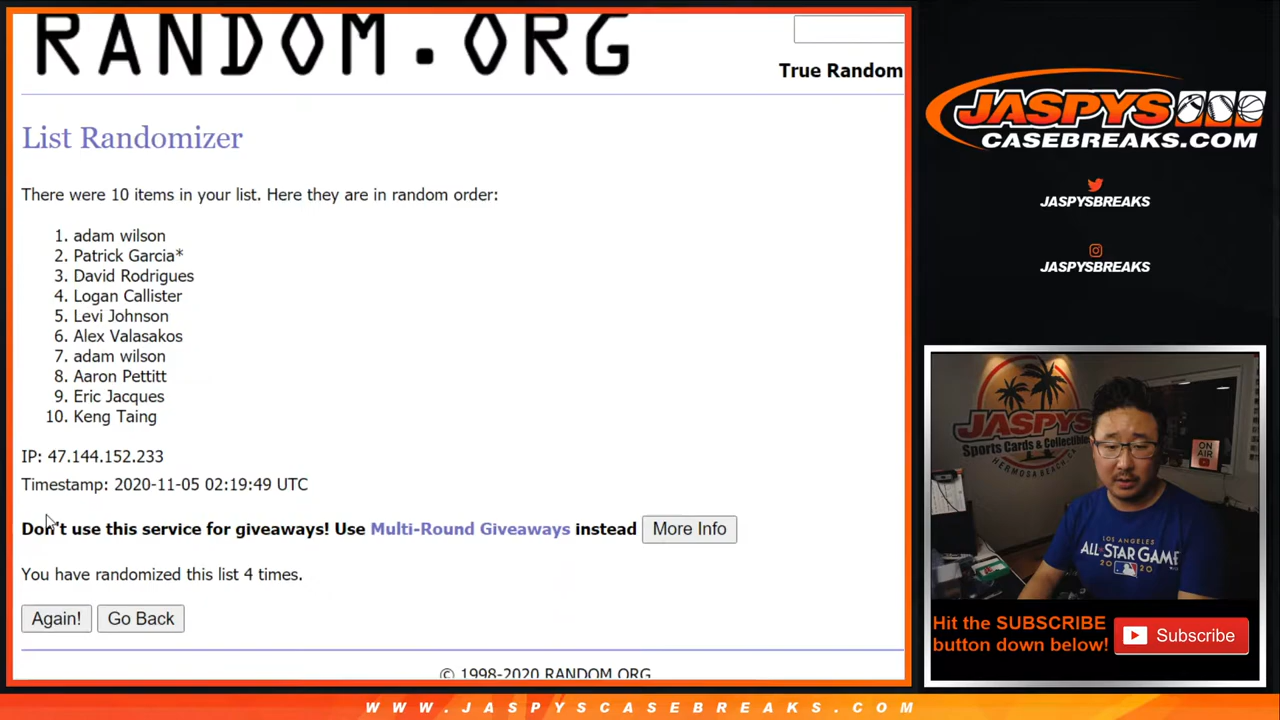 RANDOM.ORG
True Random
List Randomizer
There were 10 items in your list. Here they are in random order:
1. adam wilson
2. Patrick Garcia*
3. David Rodrigues
4. Logan Callister
5. Levi Johnson
6. Alex Valasakos
7. adam wilson
8. Aaron Pettitt
9. Eric Jacques
10. Keng Taing
IP: 47.144.152.233
Timestamp: 2020-11-05 02:19:49 UTC
Don't use this service for giveaways! Use Multi-Round Giveaways instead More Info
You have randomized this list 4 times.
Again! Go Back
© 1998-2020 RANDOM.ORG
JASPYS
CASEBREAKS.COM
JASPYSBREAKS
JASPYSBREAKS
JASPYS
Sports Cards & Collectibles
HERMOSA BEACH, CA
ON AIR
LOS ANGELES
ALL-STAR GAME
2020
Hit the SUBSCRIBE
button down below!
Subscribe
WWW.JASPYSCASEBREAKS.COM